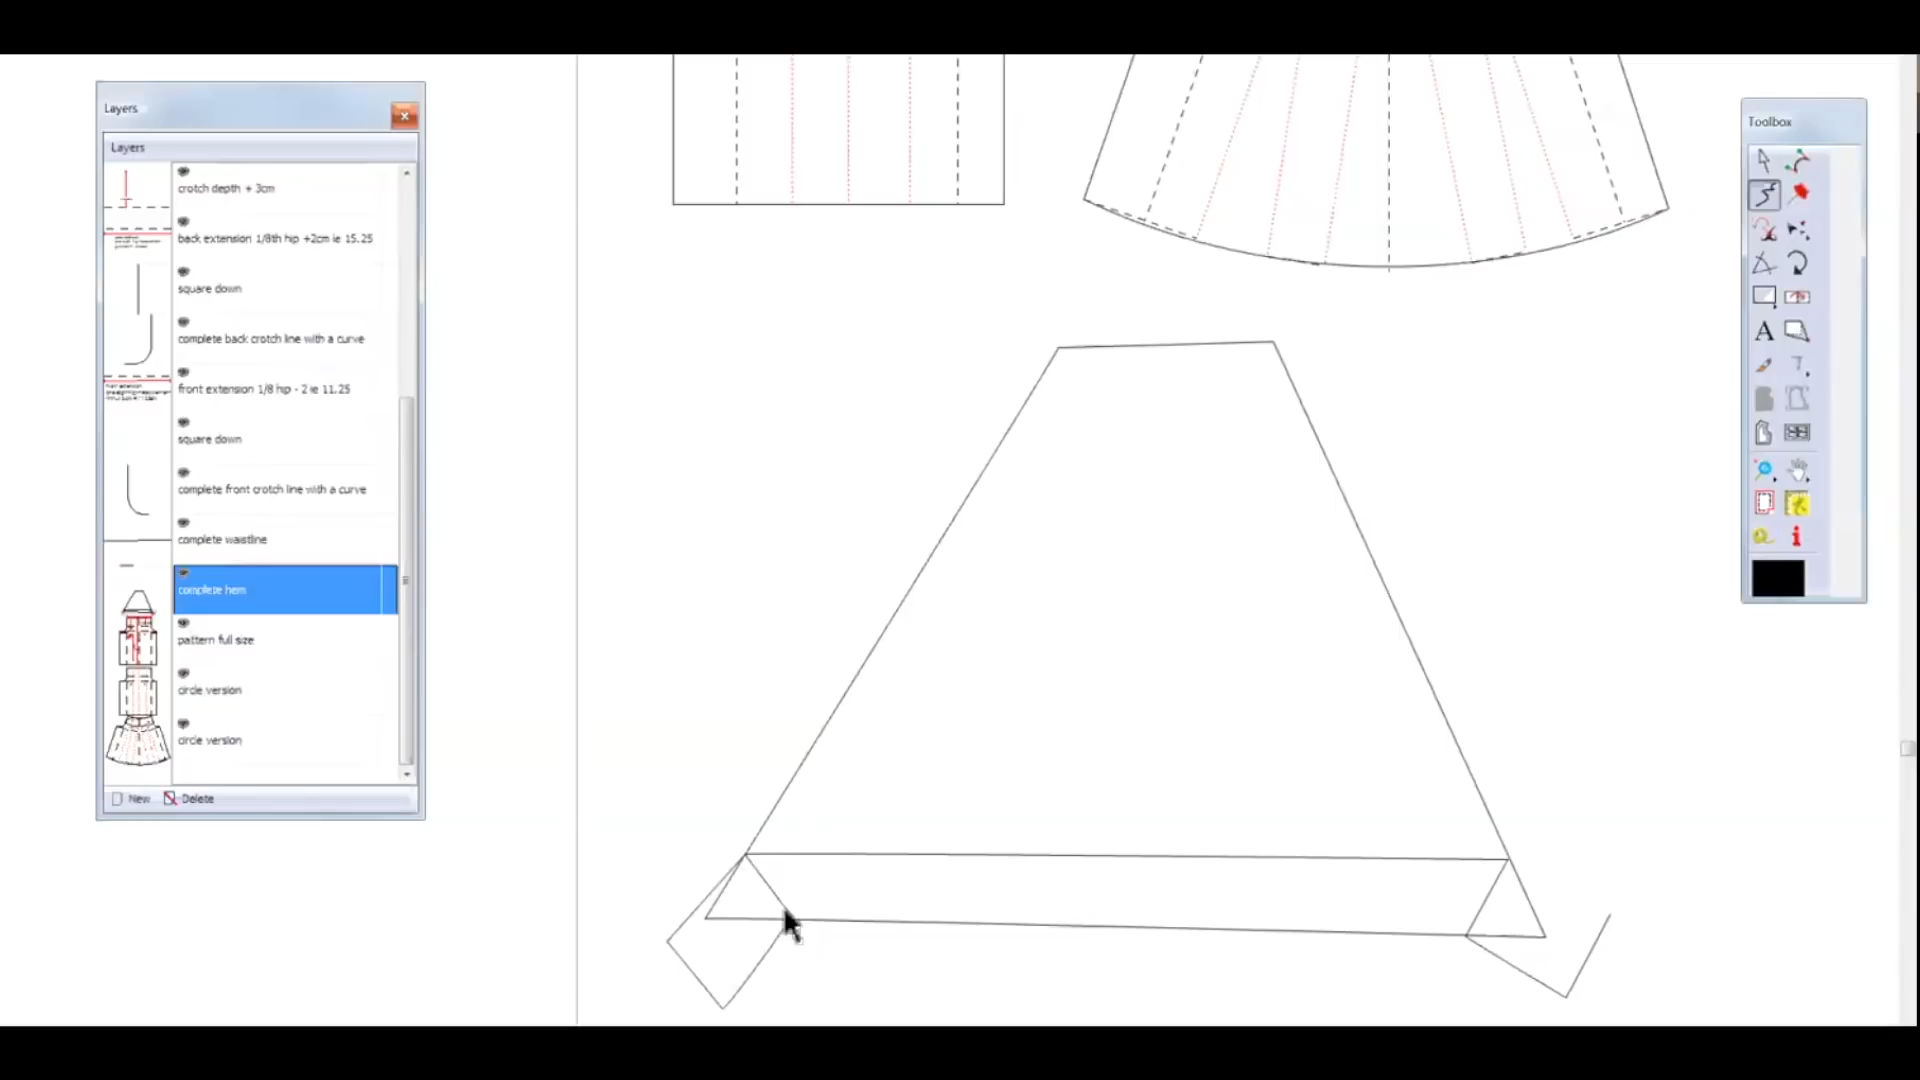 Layers
Layers
crotch depth + 3cm
back extension 1/8th hip +2cm ie 15.25
square down
complete back crotch line with a curve
front extension 1/8 hip - 2 ie 11.25
square down
complete front crotch line with a curve
complete waistline
complete hem
pattern full size
circle version
circle version
New Delete
Toolbox
A
T
i